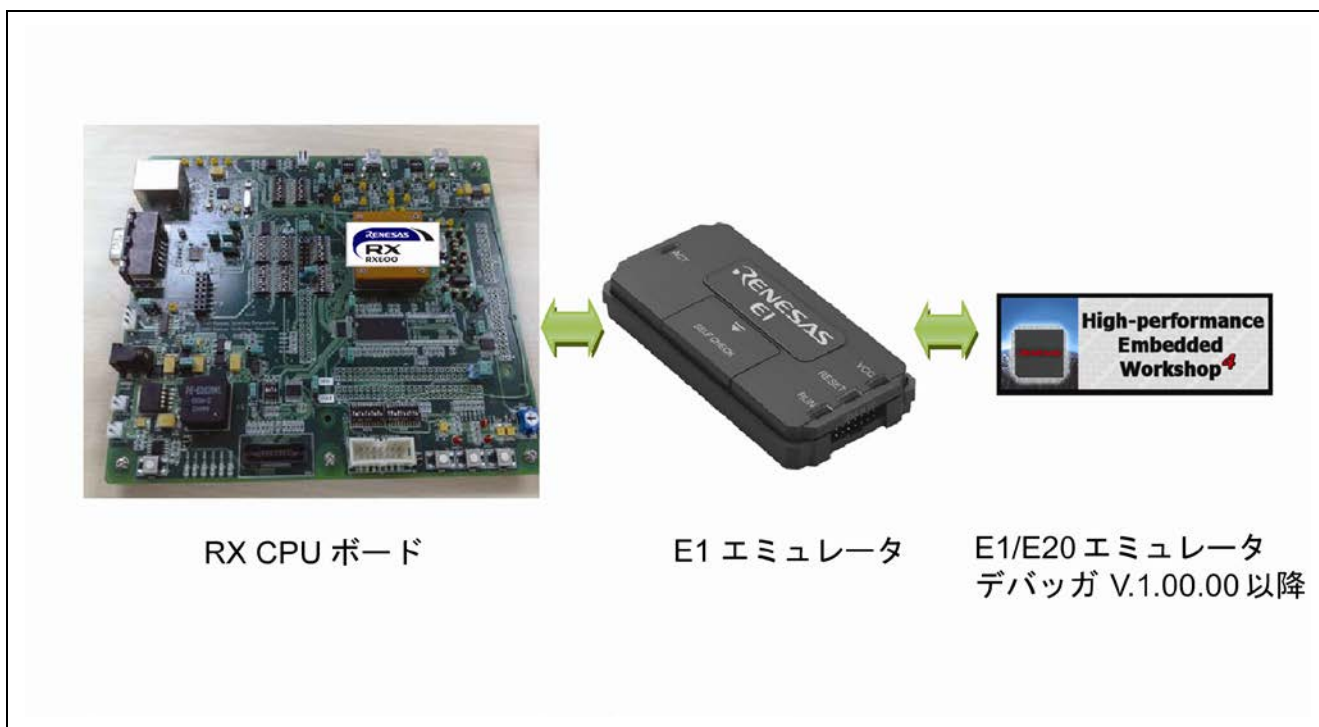 RENESAS
RX
RX600
ACT
RENESAS
E1
SELF CHECK
VCC
RESET
RUN
High-performance
Embedded
Workshop4
RX CPU ボード
E1 エミュレータ
E1/E20 エミュレータ
デバッガ V.1.00.00 以降